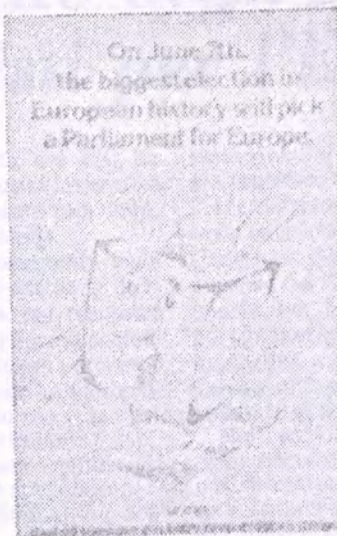 On June 7th.
the biggest election in
European history will pick
a Parliament for Europe.